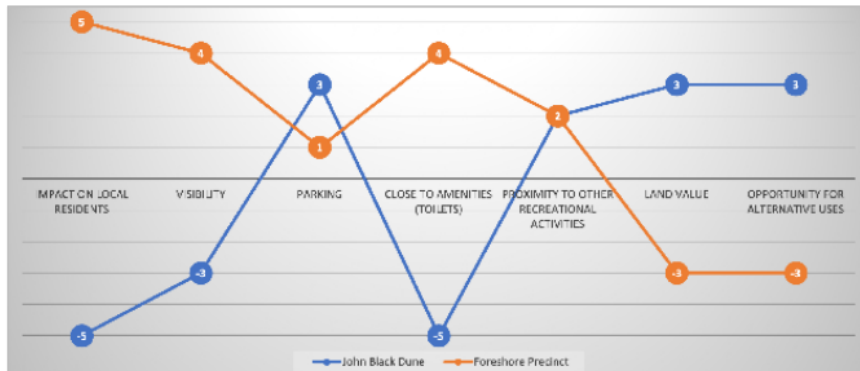 5
4
4
3
3
3
1
2
IMPACT ON LOCAL RESIDENTS
VISIBILITY
PARKING
CLOSE TO AMENITIES (TOILETS)
PROXIMITY TO OTHER RECREATIONAL ACTIVITIES
LAND VALUE
OPPORTUNITY FOR ALTERNATIVE USES
-3
-3
-3
-5
-5
John Black Dune
Foreshore Precinct